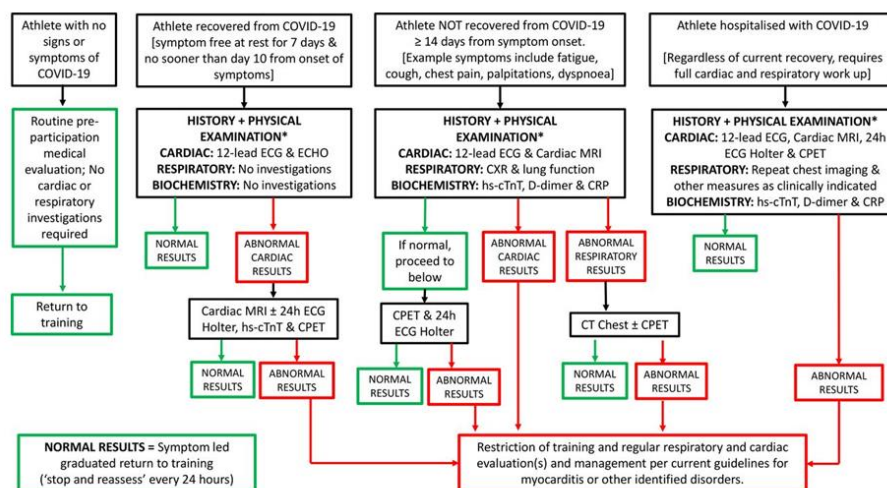 Athlete with no
signs or
symptoms of
COVID-19
Athlete recovered from COVID-19
[symptom free at rest for 7 days &
no sooner than day 10 from onset of
symptoms]
Athlete NOT recovered from COVID-19
≥ 14 days from symptom onset.
[Example symptoms include fatigue,
cough, chest pain, palpitations, dyspnoea]
Athlete hospitalised with COVID-19
[Regardless of current recovery, requires
full cardiac and respiratory work up]
Routine pre-
participation
medical
evaluation; No
cardiac or
respiratory
investigations
required
HISTORY + PHYSICAL
EXAMINATION*
CARDIAC: 12-lead ECG & ECHO
RESPIRATORY: No investigations
BIOCHEMISTRY: No investigations
HISTORY + PHYSICAL
EXAMINATION*
CARDIAC: 12-lead ECG & Cardiac MRI
RESPIRATORY: CXR & lung function
BIOCHEMISTRY: hs-cTnT, D-dimer & CRP
HISTORY + PHYSICAL EXAMINATION*
CARDIAC: 12-lead ECG, Cardiac MRI, 24h
ECG Holter & CPET
RESPIRATORY: Repeat chest imaging &
other measures as clinically indicated
BIOCHEMISTRY: hs-cTnT, D-dimer & CRP
NORMAL
RESULTS
ABNORMAL
CARDIAC
RESULTS
If normal,
proceed to
below
ABNORMAL
CARDIAC
RESULTS
ABNORMAL
RESPIRATORY
RESULTS
NORMAL
RESULTS
Return to
training
Cardiac MRI ± 24h ECG
Holter, hs-cTnT & CPET
CPET & 24h
ECG Holter
CT Chest ± CPET
NORMAL
RESULTS
ABNORMAL
RESULTS
NORMAL
RESULTS
ABNORMAL
RESULTS
NORMAL
RESULTS
ABNORMAL
RESULTS
ABNORMAL
RESULTS
NORMAL RESULTS = Symptom led
graduated return to training
('stop and reassess' every 24 hours)
Restriction of training and regular respiratory and cardiac
evaluation(s) and management per current guidelines for
myocarditis or other identified disorders.